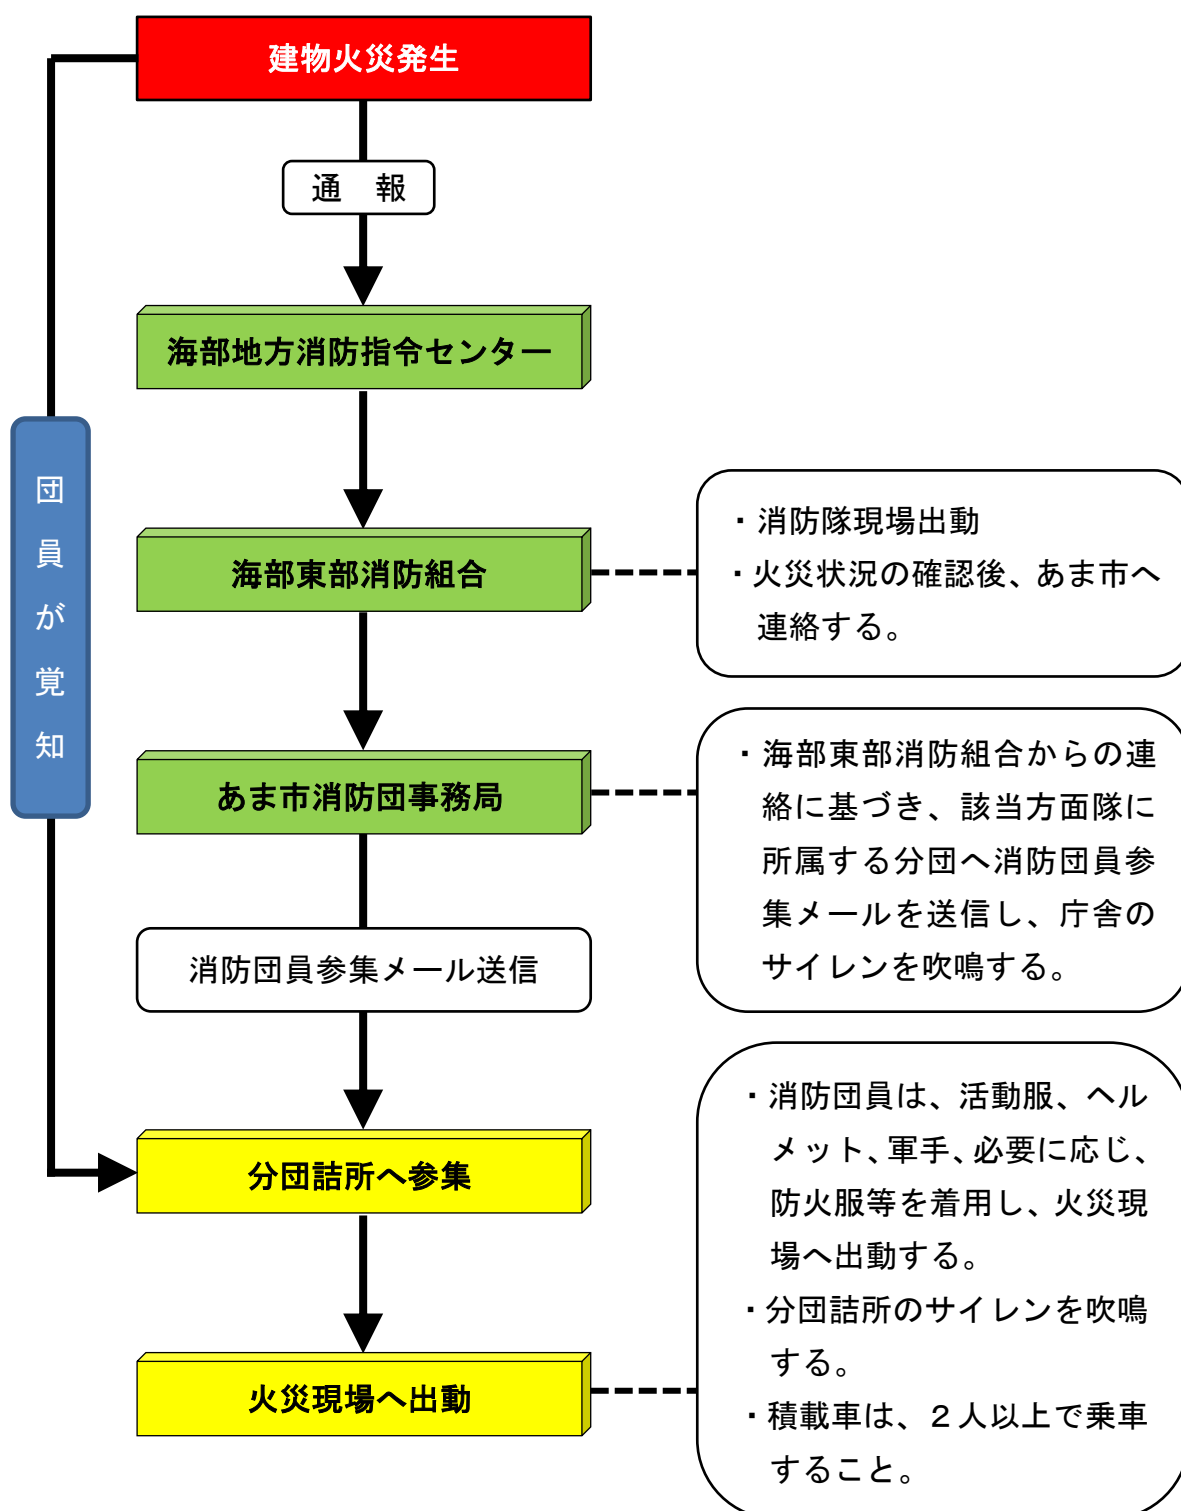 建物火災発生
通　報
海部地方消防指令センター
団員が覚知
海部東部消防組合
・消防隊現場出動
・火災状況の確認後、あま市へ
連絡する。
あま市消防団事務局
・海部東部消防組合からの連
絡に基づき、該当方面隊に
所属する分団へ消防団員参
集メールを送信し、庁舎の
サイレンを吹鳴する。
消防団員参集メール送信
分団詰所へ参集
火災現場へ出動
・消防団員は、活動服、ヘル
メット、軍手、必要に応じ、
防火服等を着用し、火災現
場へ出動する。
・分団詰所のサイレンを吹鳴
する。
・積載車は、２人以上で乗車
すること。